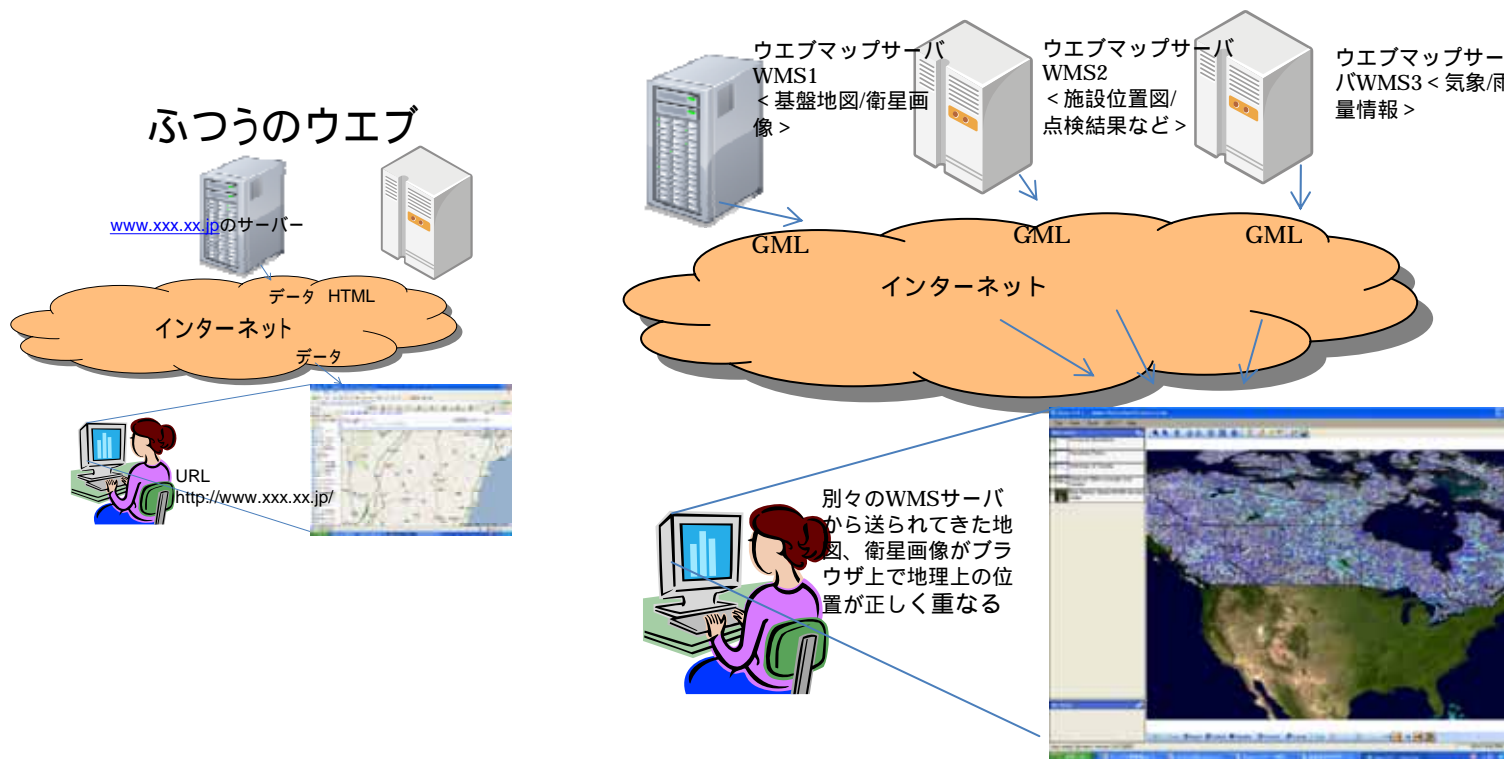 ふつうのウエブ
www.xxx.xx.jpのサーバー
データ HTML
インターネット
データ
URL
http://www.xxx.xx.jp/
ウエブマップサーバ
WMS1
<基盤地図/衛星画
像>
ウエブマップサーバ
WMS2
<施設位置図/
点検結果など>
ウエブマップサー
バWMS3<気象/雨
量情報>
GML
GML
GML
インターネット
別々のWMSサーバ
から送られてきた地
図、衛星画像がブラ
ウザ上で地理上の位
置が正しく重なる